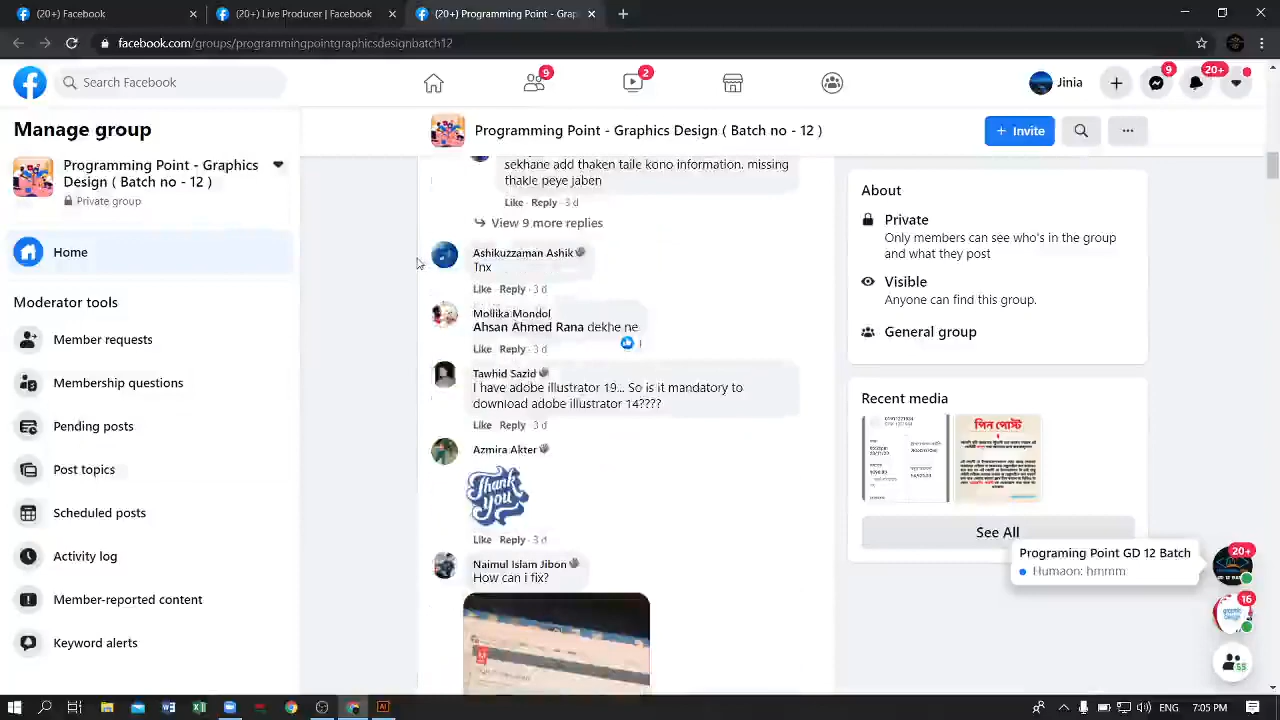 (20+) Facebook
(20+) Live Producer | Facebook
(20+) Programming Point - Grap
facebook.com/groups/programmingpointgraphicsdesignbatch12
Search Facebook
9
2
Jinia
9
20+
Manage group
Programming Point - Graphics
Design ( Batch no - 12 )
Private group
Home
Moderator tools
Member requests
Membership questions
Pending posts
Post topics
Scheduled posts
Activity log
Member-reported content
Keyword alerts
Programming Point - Graphics Design ( Batch no - 12 )
+ Invite
sekhane add thaken taile kono information. missing
thakle peye jaben
Like · Reply · 3 d
View 9 more replies
Ashikuzzaman Ashik
Tnx
Like · Reply · 3 d
Mollika Mondol
Ahsan Ahmed Rana dekhe ne
1
Like · Reply · 3 d
Tawhid Sazid
I have adobe illustrator 19... So is it mandatory to
download adobe illustrator 14????
Like · Reply · 3 d
Azmira Akter
Thank you
Like · Reply · 3 d
Naimul Islam Jibon
How can i fix?
About
Private
Only members can see who's in the group
and what they post
Visible
Anyone can find this group.
General group
Recent media
পিন পোস্ট
See All
Programing Point GD 12 Batch
Humaon: hmmm
20+
16
graphic
Design
55
ENG
7:05 PM